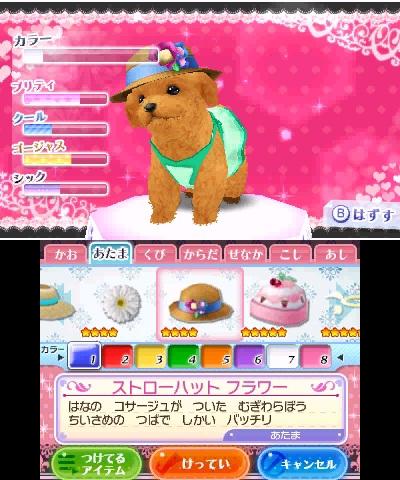 カラー
プリティ
クール
ゴージャス
シック
Ⓑはずす
かお あたま くび からだ せなか こし あし
カラー 1 2 3 4 5 6 7 8
ストローハット フラワー
はなの コサージュが ついた むぎわらぼう
ちいさめの つばで しかい バッチリ
あたま
つけてる
アイテム
けってい
キャンセル